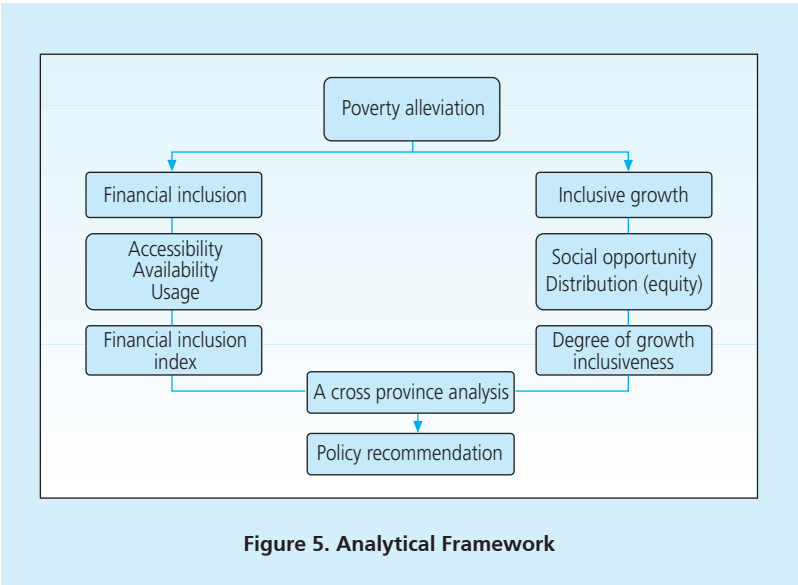 Poverty alleviation
Financial inclusion
Inclusive growth
Accessibility
Availability
Usage
Social opportunity
Distribution (equity)
Financial inclusion
index
Degree of growth
inclusiveness
A cross province analysis
Policy recommendation
Figure 5. Analytical Framework